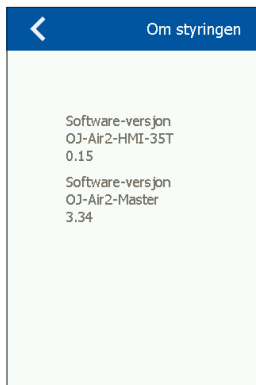 Om styringen
Software-versjon
OJ-Air2-HMI-35T
0.15
Software-versjon
OJ-Air2-Master
3.34